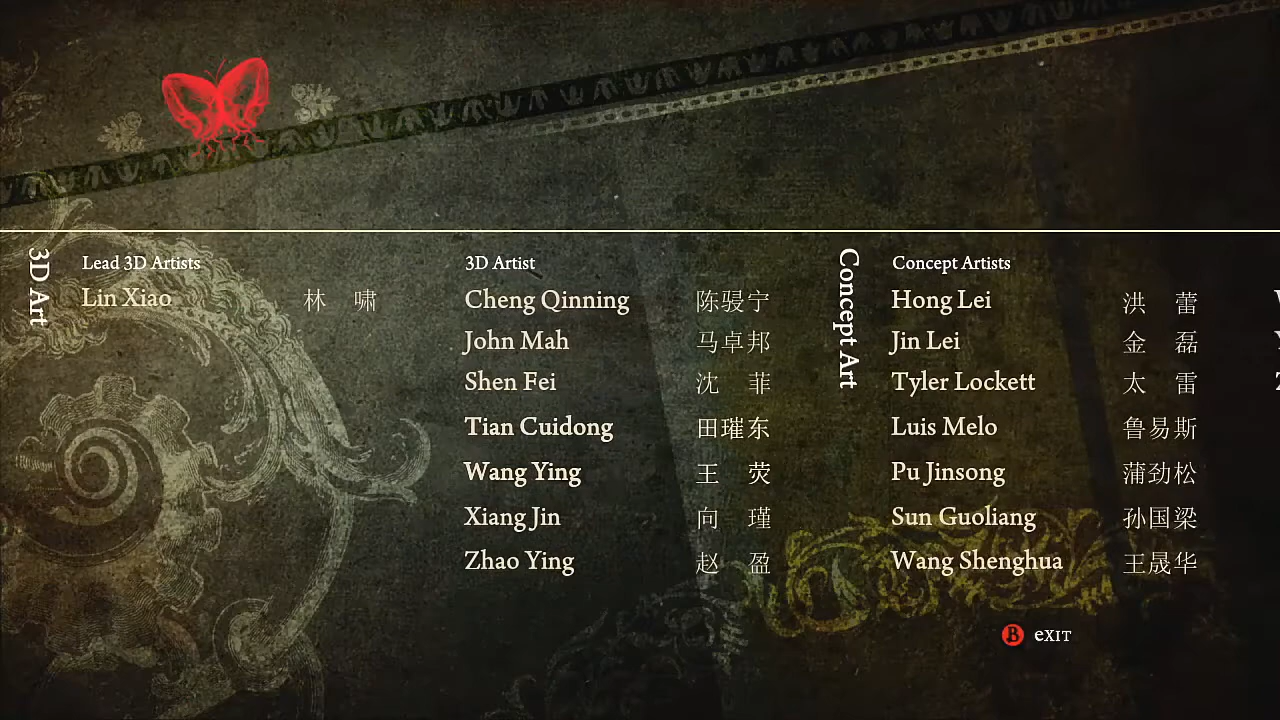 3D Art
Lead 3D Artists
Lin Xiao 林 啸
3D Artist
Cheng Qinning 陈骎宁
John Mah 马卓邦
Shen Fei 沈 菲
Tian Cuidong 田璀东
Wang Ying 王 荧
Xiang Jin 向 瑾
Zhao Ying 赵 盈
Concept Art
Concept Artists
Hong Lei 洪 蕾
Jin Lei 金 磊
Tyler Lockett 太 雷
Luis Melo 鲁易斯
Pu Jinsong 蒲劲松
Sun Guoliang 孙国梁
Wang Shenghua 王晟华
B eXIT